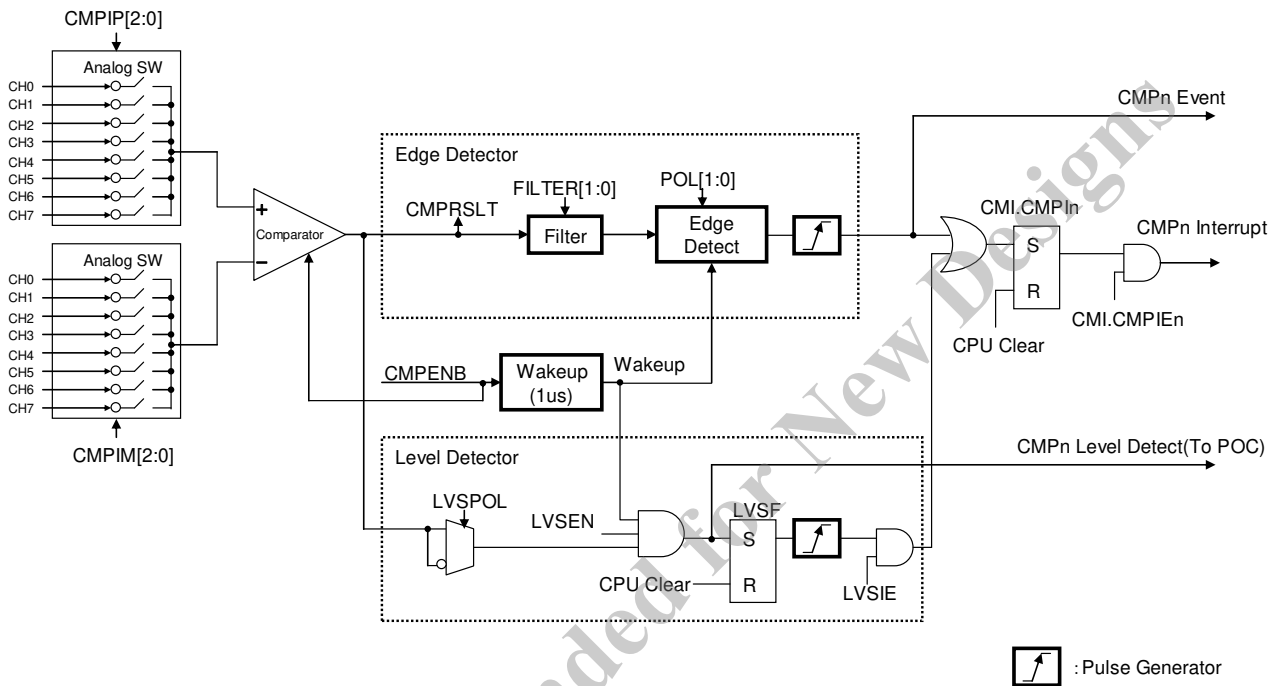 CMPIP[2:0]
Analog SW
CH0
CH1
CH2
CH3
CH4
CH5
CH6
CH7
Analog SW
CH0
CH1
CH2
CH3
CH4
CH5
CH6
CH7
CMPIM[2:0]
+
Comparator
−
Edge Detector
CMPRSLT
FILTER[1:0]
Filter
POL[1:0]
Edge
Detect
CMPENB
Wakeup
(1us)
Wakeup
Level Detector
LVSPOL
LVSEN
CPU Clear
LVSF
S
R
LVSIE
CMPn Event
CMI.CMPIn
S
R
CPU Clear
CMPn Interrupt
CMI.CMPIEn
CMPn Level Detect(To POC)
: Pulse Generator
ded for New Designs